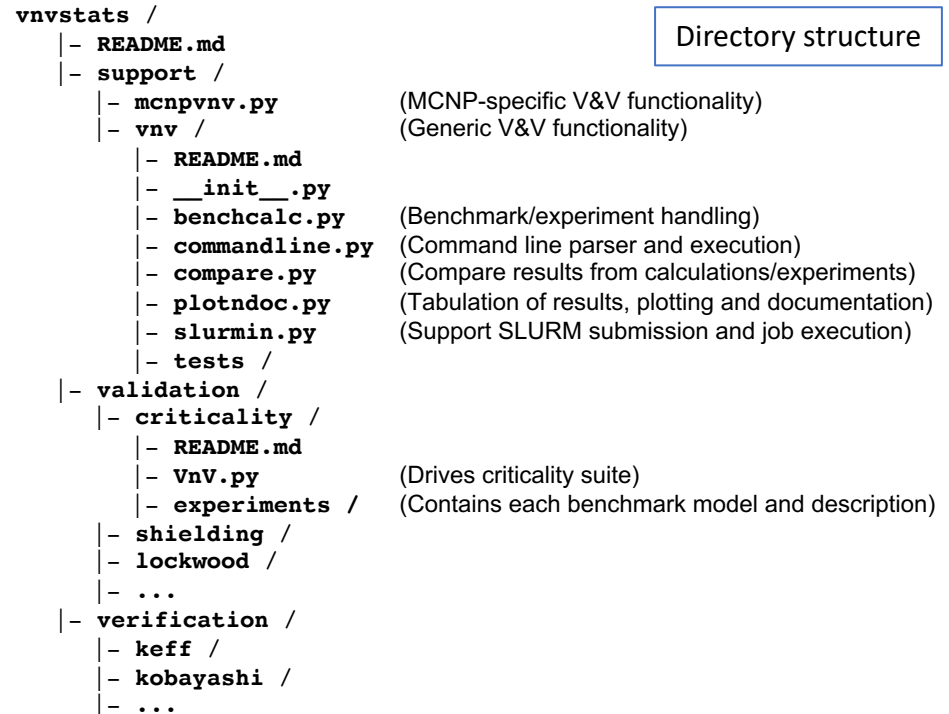 vnvstats /
Directory structure
|- README.md
|- support /
|- mcnpvnv.py (MCNP-specific V&V functionality)
|- vnv / (Generic V&V functionality)
|- README.md
|- __init__.py
|- benchcalc.py (Benchmark/experiment handling)
|- commandline.py (Command line parser and execution)
|- compare.py (Compare results from calculations/experiments)
|- plotndoc.py (Tabulation of results, plotting and documentation)
|- slurmin.py (Support SLURM submission and job execution)
|- tests /
|- validation /
|- criticality /
|- README.md
|- VnV.py (Drives criticality suite)
|- experiments / (Contains each benchmark model and description)
|- shielding /
|- lockwood /
|- ...
|- verification /
|- keff /
|- kobayashi /
|- ...